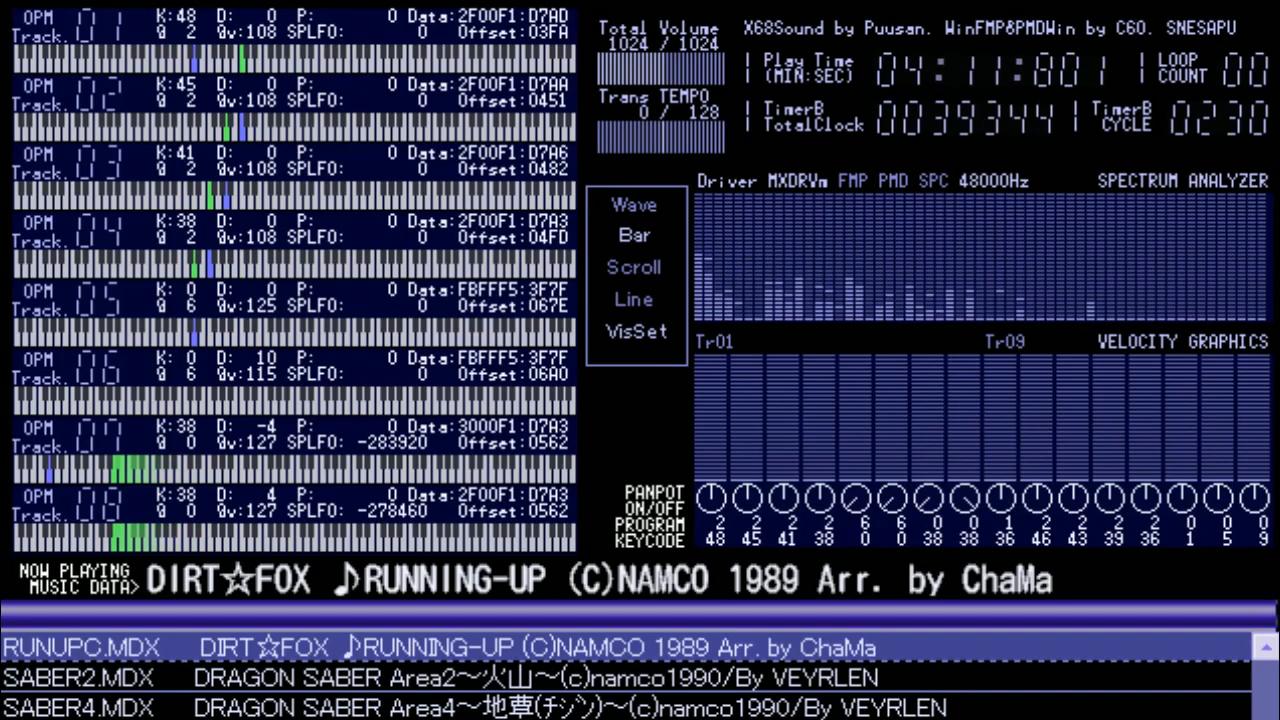 OPM K:48 D: 0 P: 0 Data:2F00F1:D7AD
Track. 01 Q 2 @v:108 SPLFO: 0 Offset:03FA
OPM K:45 D: 0 P: 0 Data:2F00F1:D7AA
Track. 02 Q 2 @v:108 SPLFO: 0 Offset:0451
OPM K:41 D: 0 P: 0 Data:2F00F1:D7A6
Track. 03 Q 2 @v:108 SPLFO: 0 Offset:0482
OPM K:38 D: 0 P: 0 Data:2F00F1:D7A3
Track. 04 Q 2 @v:108 SPLFO: 0 Offset:04FD
OPM K: 0 D: 0 P: 0 Data:FBFFF5:3F7F
Track. 05 Q 6 @v:125 SPLFO: 0 Offset:067E
OPM K: 0 D: 10 P: 0 Data:FBFFF5:3F7F
Track. 06 Q 6 @v:115 SPLFO: 0 Offset:06A0
OPM K:38 D: -4 P: 0 Data:3000F1:D7A3
Track. 07 Q 0 @v:127 SPLFO: -283920 Offset:0562
OPM K:38 D: 4 P: 0 Data:2F00F1:D7A3
Track. 08 Q 0 @v:127 SPLFO: -278460 Offset:0562
Total Volume
1024 / 1024
Trans TEMPO
0 / 128
X68Sound by Puusan. WinFMP&PMDWin by C60. SNESAPU
Play Time (MIN:SEC) 04:11:801 LOOP COUNT 00
TimerB TotalClock 0039344 TimerB CYCLE 0230
Wave
Bar
Scroll
Line
VisSet
Driver MXDRVm FMP PMD SPC 48000Hz SPECTRUM ANALYZER
Tr01 Tr09 VELOCITY GRAPHICS
PANPOT
ON/OFF
PROGRAM 2 2 2 2 6 6 0 0 1 2 2 2 2 0 0 0
KEYCODE 48 45 41 38 0 0 38 38 36 46 43 39 36 1 5 9
NOW PLAYING MUSIC DATA> DIRT☆FOX ♪RUNNING-UP (C)NAMCO 1989 Arr. by ChaMa
RUNUPC.MDX DIRT☆FOX ♪RUNNING-UP (C)NAMCO 1989 Arr. by ChaMa
SABER2.MDX DRAGON SABER Area2～火山～(c)namco1990/By VEYRLEN
SABER4.MDX DRAGON SABER Area4～地(ﾁｼﾞﾝ)～(c)namco1990/By VEYRLEN